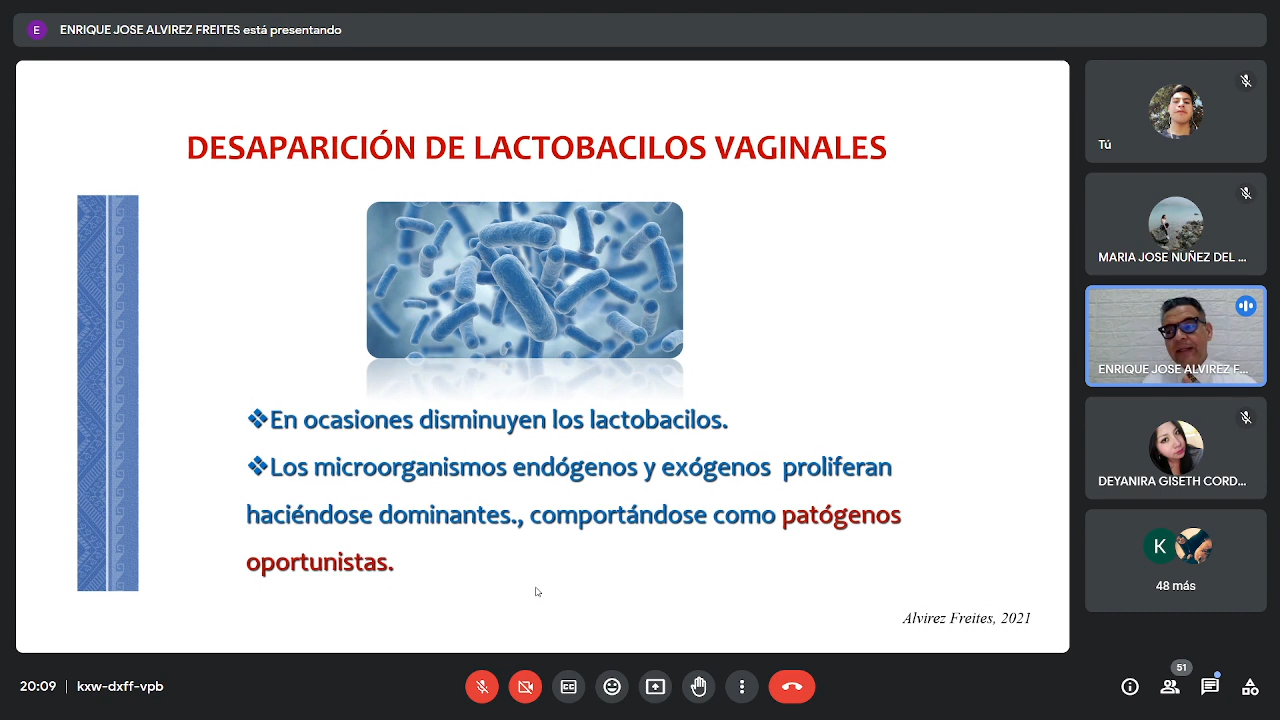 E
ENRIQUE JOSE ALVIREZ FREITES está presentando
DESAPARICIÓN DE LACTOBACILOS VAGINALES
❖En ocasiones disminuyen los lactobacilos.
❖Los microorganismos endógenos y exógenos proliferan
haciéndose dominantes., comportándose como patógenos
oportunistas.
Alvirez Freites, 2021
Tú
MARIA JOSE NUÑEZ DEL ...
ENRIQUE JOSE ALVIREZ F...
DEYANIRA GISETH CORD...
K
48 más
20:09 | kxw-dxff-vpb
51